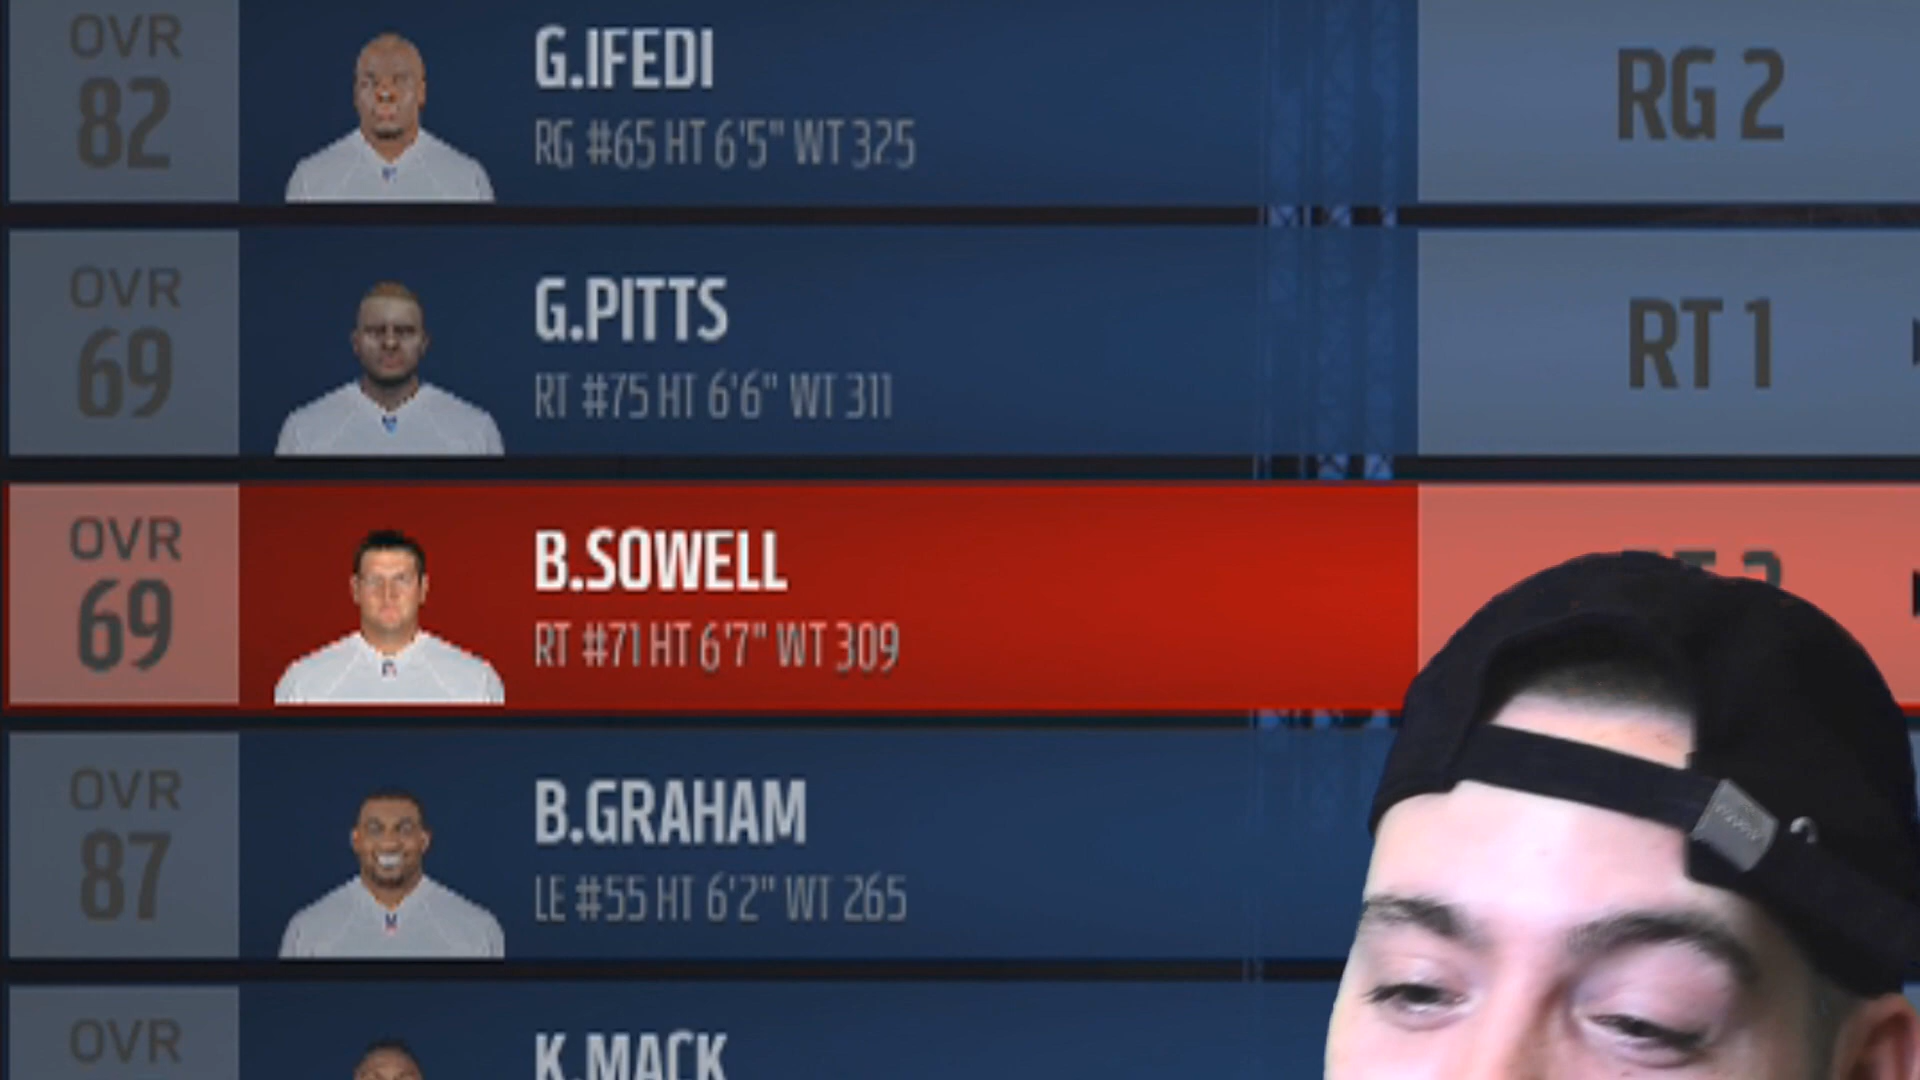 OVR
82
G.IFEDI
RG #65 HT 6'5" WT 325
RG 2
OVR
69
G.PITTS
RT #75 HT 6'6" WT 311
RT 1
OVR
69
B.SOWELL
RT #71 HT 6'7" WT 309
OVR
87
B.GRAHAM
LE #55 HT 6'2" WT 265
OVR
K.MACK